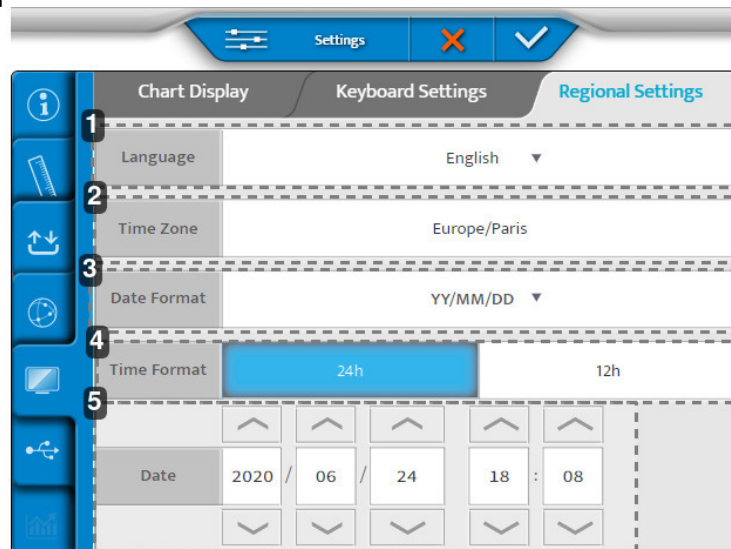 Settings
Chart Display Keyboard Settings Regional Settings
1
Language English
2
Time Zone Europe/Paris
3
Date Format YY/MM/DD
4
Time Format 24h 12h
5
Date 2020 / 06 / 24 18 : 08